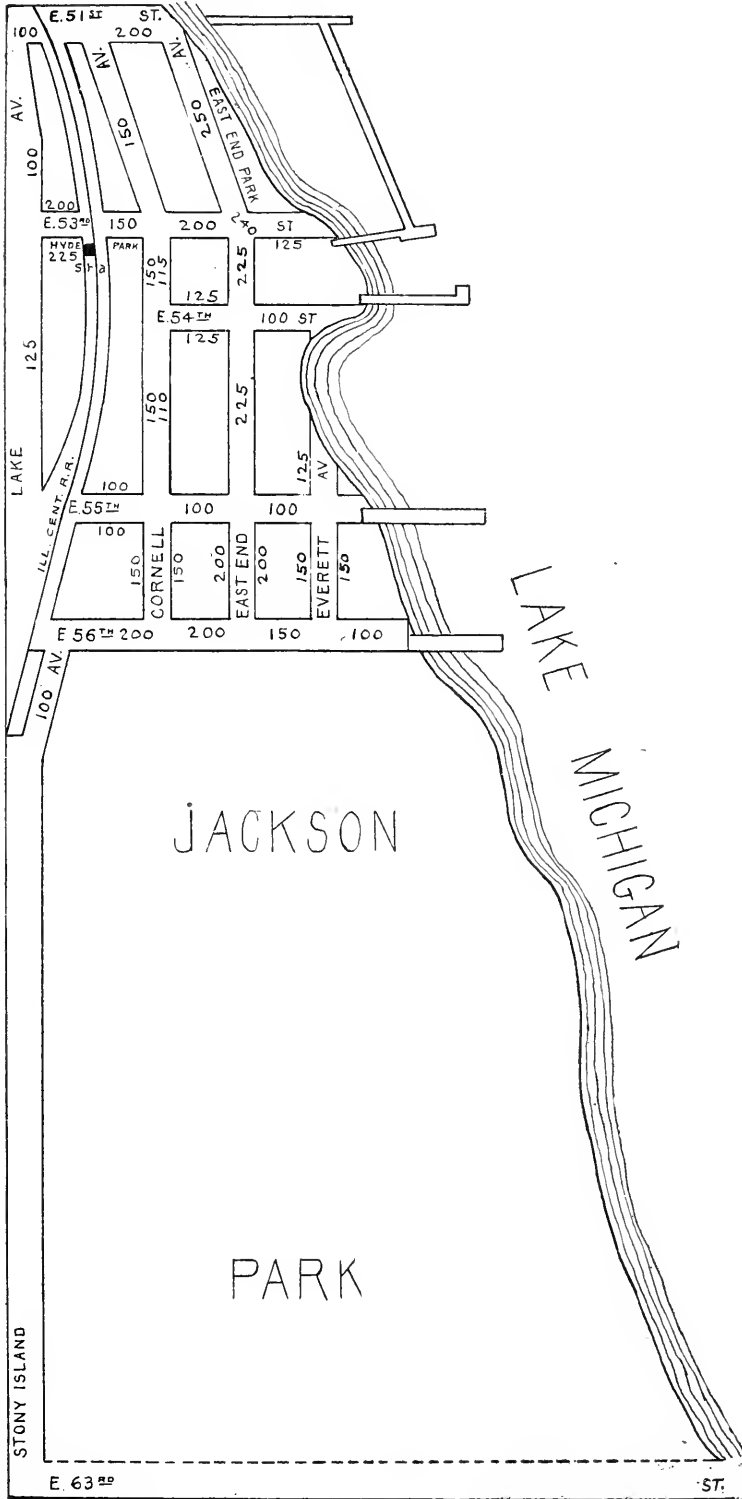 E. 51ST ST.
100 200
AV. AV. AV.
100 150 250 EAST END PARK
200
E. 53RD 150 200 240 ST
HYDE PARK 125
225
Sta
150
115
225
125
E. 54TH 100 ST
125
125
150
110
225
LAKE
ILL. CENT. R.R.
125 AV
100
E. 55TH 100 100
100
150 CORNELL 150 200 EAST END 200 150 EVERETT 150
E 56TH 200 200 150 100
100 AV.
LAKE MICHIGAN
JACKSON
PARK
STONY ISLAND
E. 63RD ST.